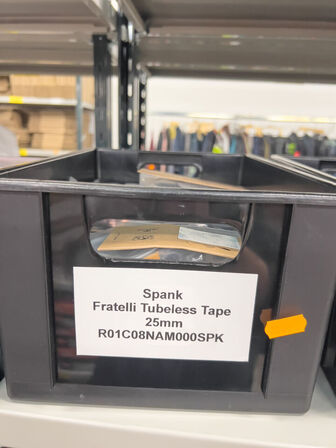 Spank
Fratelli Tubeless Tape
25mm
R01C08NAM000SPK